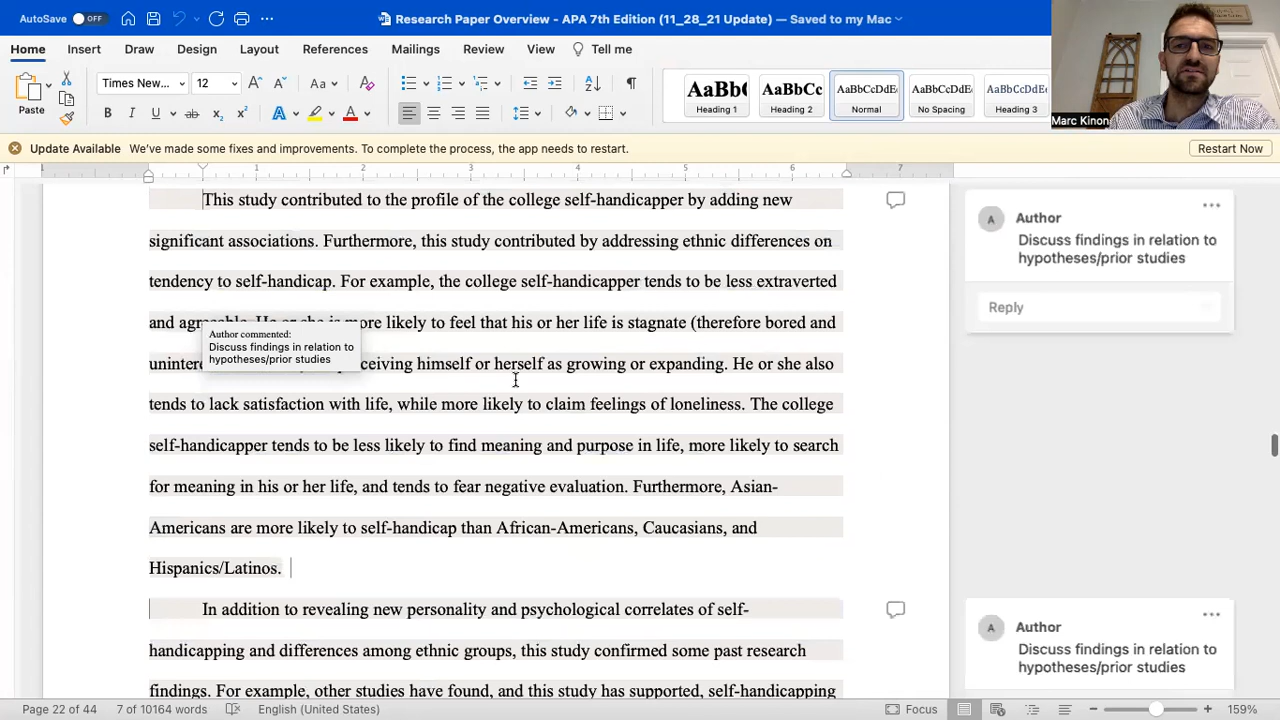 AutoSave OFF
Research Paper Overview - APA 7th Edition (11_28_21 Update) — Saved to my Mac
Home Insert Draw Design Layout References Mailings Review View Tell me
Paste
Times New... 12
AaBbC AaBbCc AaBbCcDdE AaBbCcDdE AaBbCcDdE
Heading 1 Heading 2 Normal No Spacing Heading 3
Marc Kinon
Update Available We've made some fixes and improvements. To complete the process, the app needs to restart. Restart Now
1 2 3 4 5 6 7
This study contributed to the profile of the college self-handicapper by adding new
significant associations. Furthermore, this study contributed by addressing ethnic differences on
tendency to self-handicap. For example, the college self-handicapper tends to be less extraverted
and agreeable. He or she is more likely to feel that his or her life is stagnate (therefore bored and
himself or herself as growing or expanding. He or she also
tends to lack satisfaction with life, while more likely to claim feelings of loneliness. The college
self-handicapper tends to be less likely to find meaning and purpose in life, more likely to search
for meaning in his or her life, and tends to fear negative evaluation. Furthermore, Asian-
Americans are more likely to self-handicap than African-Americans, Caucasians, and
Hispanics/Latinos.
In addition to revealing new personality and psychological correlates of self-
handicapping and differences among ethnic groups, this study confirmed some past research
findings. For example, other studies have found, and this study has supported, self-handicapping
Author commented:
Discuss findings in relation to
hypotheses/prior studies
A Author
Discuss findings in relation to
hypotheses/prior studies
Reply
A Author
Discuss findings in relation to
hypotheses/prior studies
Page 22 of 44 7 of 10164 words English (United States) Focus 159%